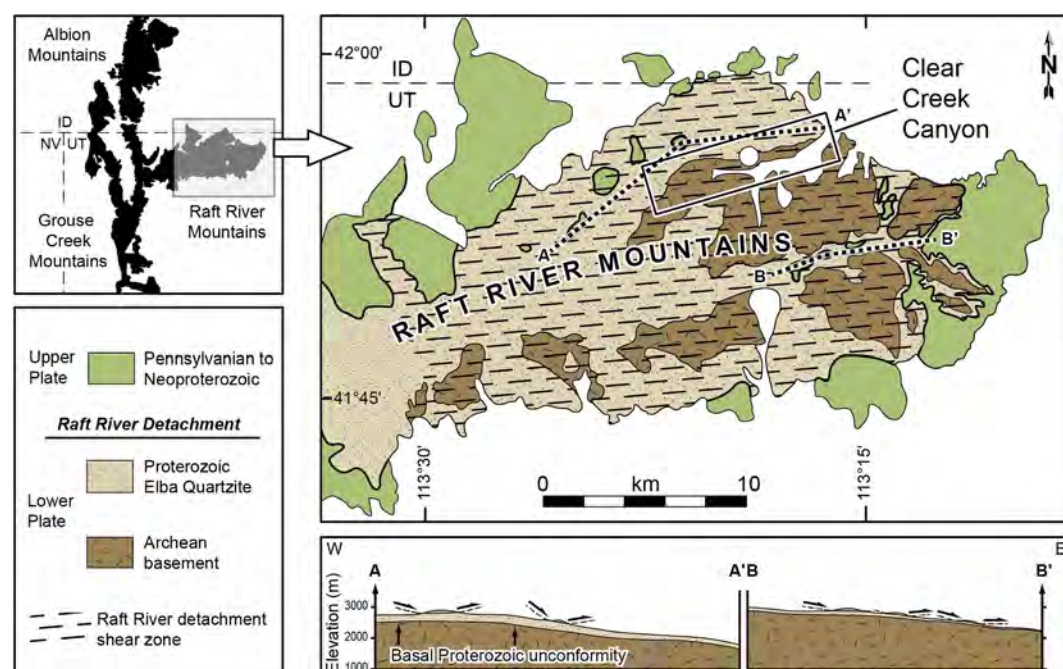 Albion
Mountains
ID
NV
UT
Grouse
Creek
Mountains
Raft River
Mountains
Upper
Plate
Pennsylvanian to
Neoproterozoic
Raft River Detachment
Proterozoic
Elba Quartzite
Lower
Plate
Archean
basement
Raft River detachment
shear zone
42°00'
ID
UT
N
Clear
Creek
Canyon
A'
A
B'
B
RAFT RIVER MOUNTAINS
41°45'
113°30'
113°15'
0 km 10
W
E
A
A'
B
B'
Elevation (m)
3000
2000
1000
Basal Proterozoic unconformity